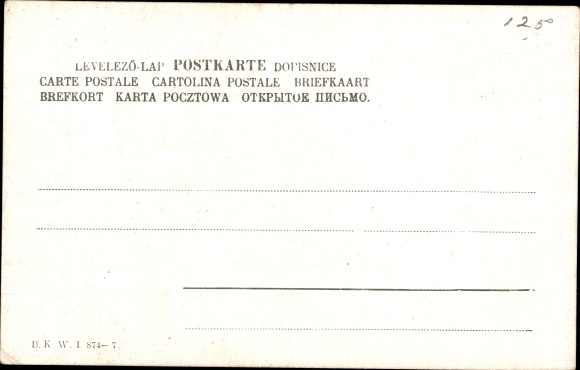 125
LEVELEZŐ-LAP POSTKARTE DOPISNICE
CARTE POSTALE CARTOLINA POSTALE BRIEFKAART
BREFKORT KARTA POCZTOWA ОТКРЫТОЕ ПИСЬМО.
B. K. W. I. 874—7